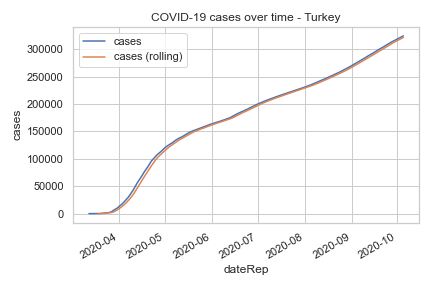 COVID-19 cases over time - Turkey
cases
cases (rolling)
300000
250000
200000
150000
100000
50000
0
cases
2020-04
2020-05
2020-06
2020-07
2020-08
2020-09
2020-10
dateRep